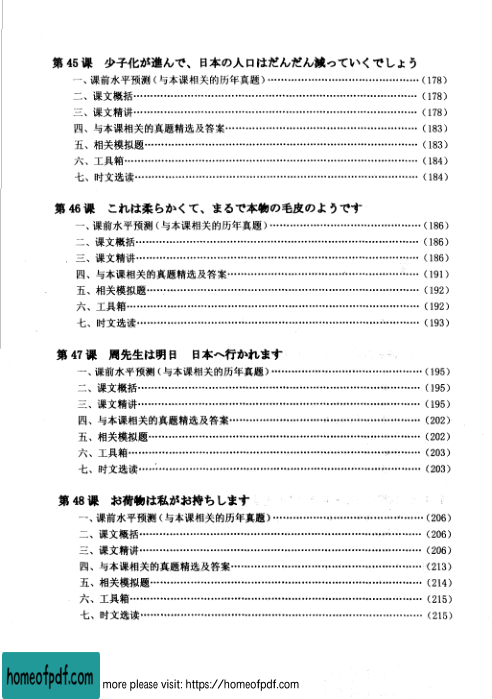 第 45 课　少子化が進んで、日本の人口はだんだん減っていくでしょう
一、课前水平预测（与本课相关的历年真题）……………………………（178）
二、课文概括……………………………（178）
三、课文精讲……………………………（178）
四、与本课相关的真题精选及答案……………………………（183）
五、相关模拟题……………………………（183）
六、工具箱……………………………（184）
七、时文选读……………………………（184）
第 46 课　これは柔らかくて、まるで本物の毛皮のようです
一、课前水平预测（与本课相关的历年真题）……………………………（186）
二、课文概括……………………………（186）
三、课文精讲……………………………（186）
四、与本课相关的真题精选及答案……………………………（191）
五、相关模拟题……………………………（192）
六、工具箱……………………………（192）
七、时文选读……………………………（193）
第 47 课　周先生は明日　日本へ行かれます
一、课前水平预测（与本课相关的历年真题）……………………………（195）
二、课文概括……………………………（195）
三、课文精讲……………………………（195）
四、与本课相关的真题精选及答案……………………………（202）
五、相关模拟题……………………………（202）
六、工具箱……………………………（203）
七、时文选读……………………………（203）
第 48 课　お荷物は私がお持ちします
一、课前水平预测（与本课相关的历年真题）……………………………（206）
二、课文概括……………………………（206）
三、课文精讲……………………………（206）
四、与本课相关的真题精选及答案……………………………（213）
五、相关模拟题……………………………（214）
六、工具箱……………………………（215）
七、时文选读……………………………（215）
homeofpdf.com more please visit: https://homeofpdf.com